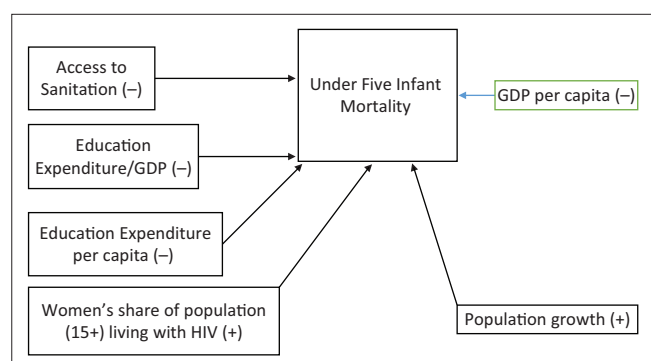 Access to
Sanitation (–)
Under Five Infant
Mortality
GDP per capita (–)
Education
Expenditure/GDP (–)
Education Expenditure
per capita (–)
Women's share of population
(15+) living with HIV (+)
Population growth (+)